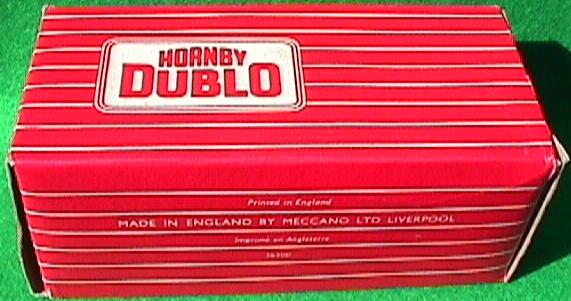 HORNBY
DUBLO
Printed in England
MADE IN ENGLAND BY MECCANO LTD LIVERPOOL
Imprimé en Angleterre